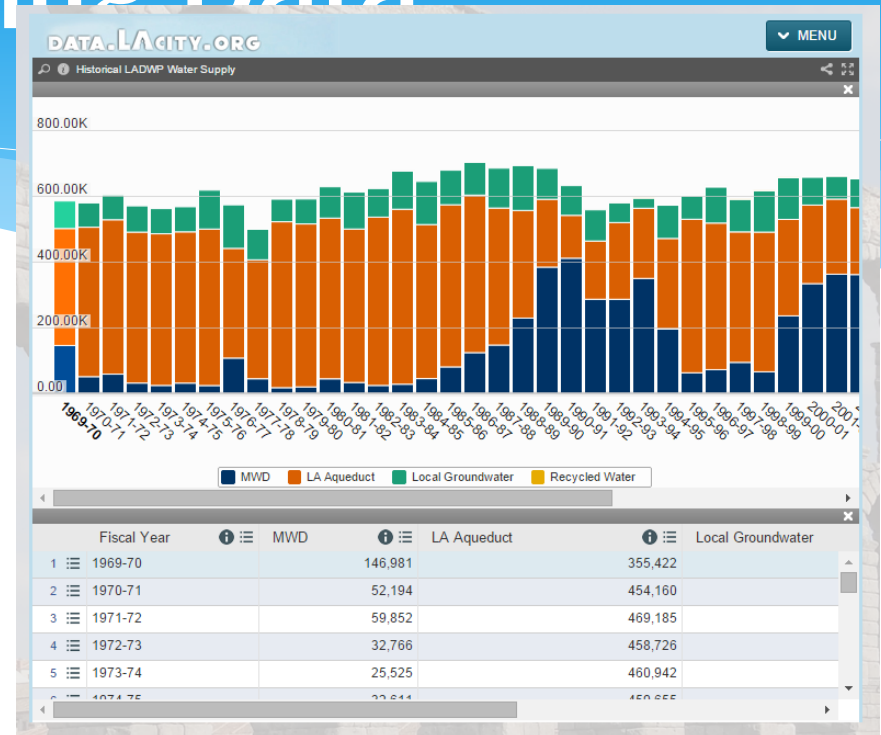 Data
DATA.LACITY.ORG
MENU
Historical LADWP Water Supply
800.00K
600.00K
400.00K
200.00K
0.00
1969-70 1970-71 1971-72 1972-73 1973-74 1974-75 1975-76 1976-77 1977-78 1978-79 1979-80 1980-81 1981-82 1982-83 1983-84 1984-85 1985-86 1986-87 1987-88 1988-89 1989-90 1990-91 1991-92 1992-93 1993-94 1994-95 1995-96 1996-97 1997-98 1998-99 1999-00 2000-01 2001-
MWD LA Aqueduct Local Groundwater Recycled Water
Fiscal Year MWD LA Aqueduct Local Groundwater
1 1969-70 146,981 355,422
2 1970-71 52,194 454,160
3 1971-72 59,852 469,185
4 1972-73 32,766 458,726
5 1973-74 25,525 460,942
1974-75